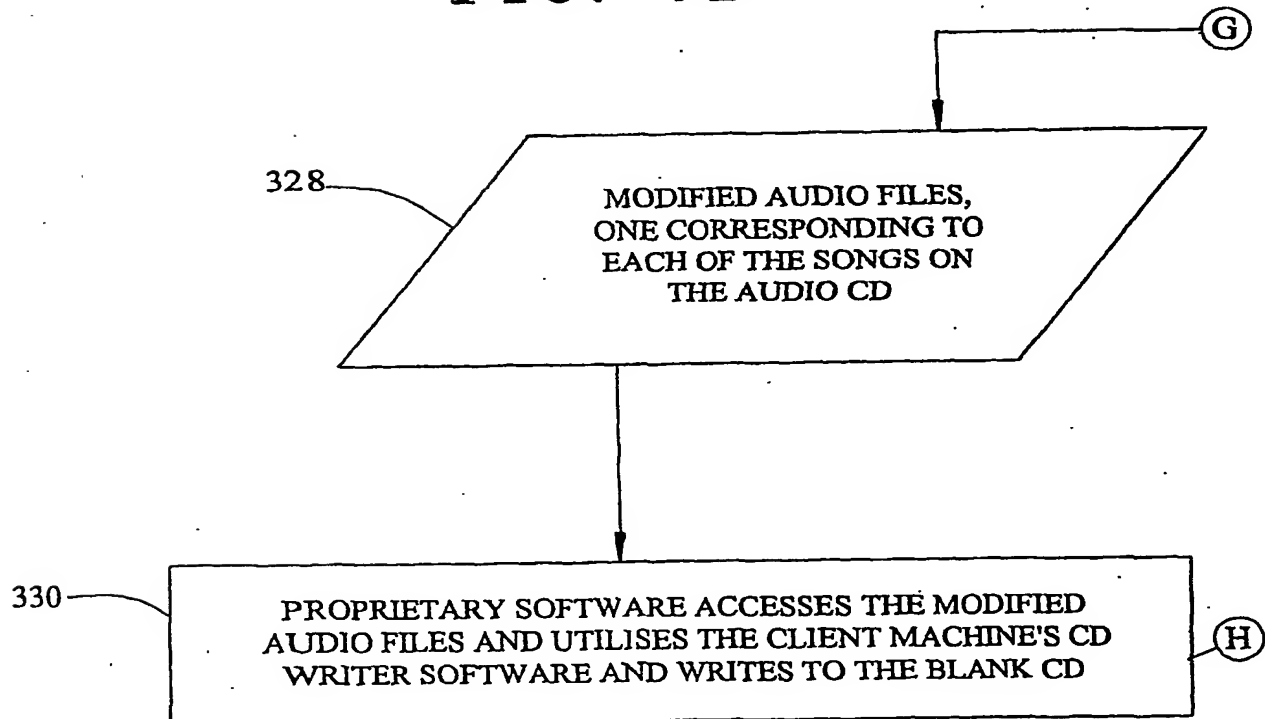 G
328
MODIFIED AUDIO FILES,
ONE CORRESPONDING TO
EACH OF THE SONGS ON
THE AUDIO CD
330
PROPRIETARY SOFTWARE ACCESSES THE MODIFIED
AUDIO FILES AND UTILISES THE CLIENT MACHINE'S CD
WRITER SOFTWARE AND WRITES TO THE BLANK CD
H